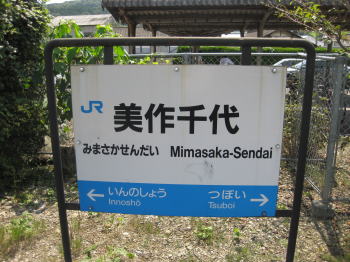 JR 美作千代
みまさかせんだい Mimasaka-Sendai
いんのしょう つぼい
Innoshō Tsuboi